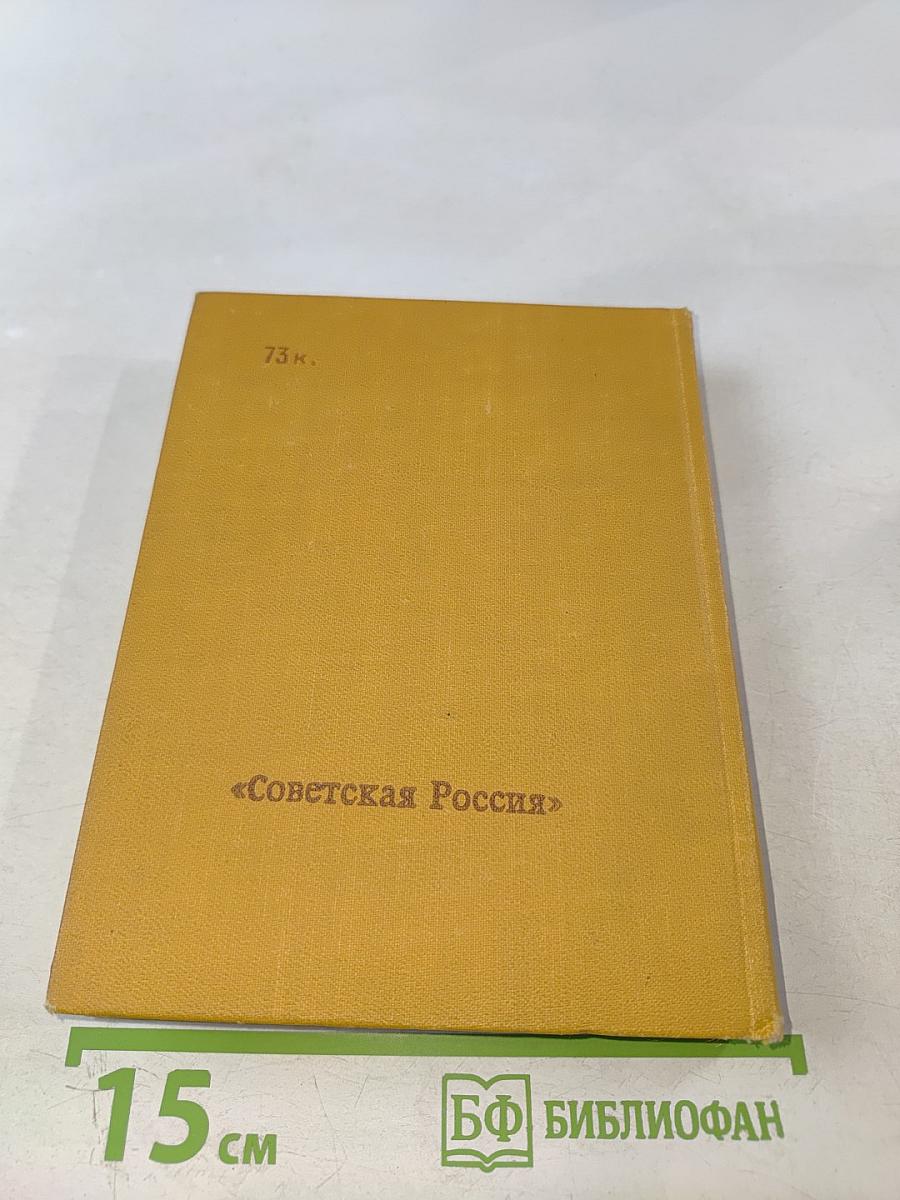 73 к.
«Советская Россия»
15 см
БФ БИБЛИОФАН